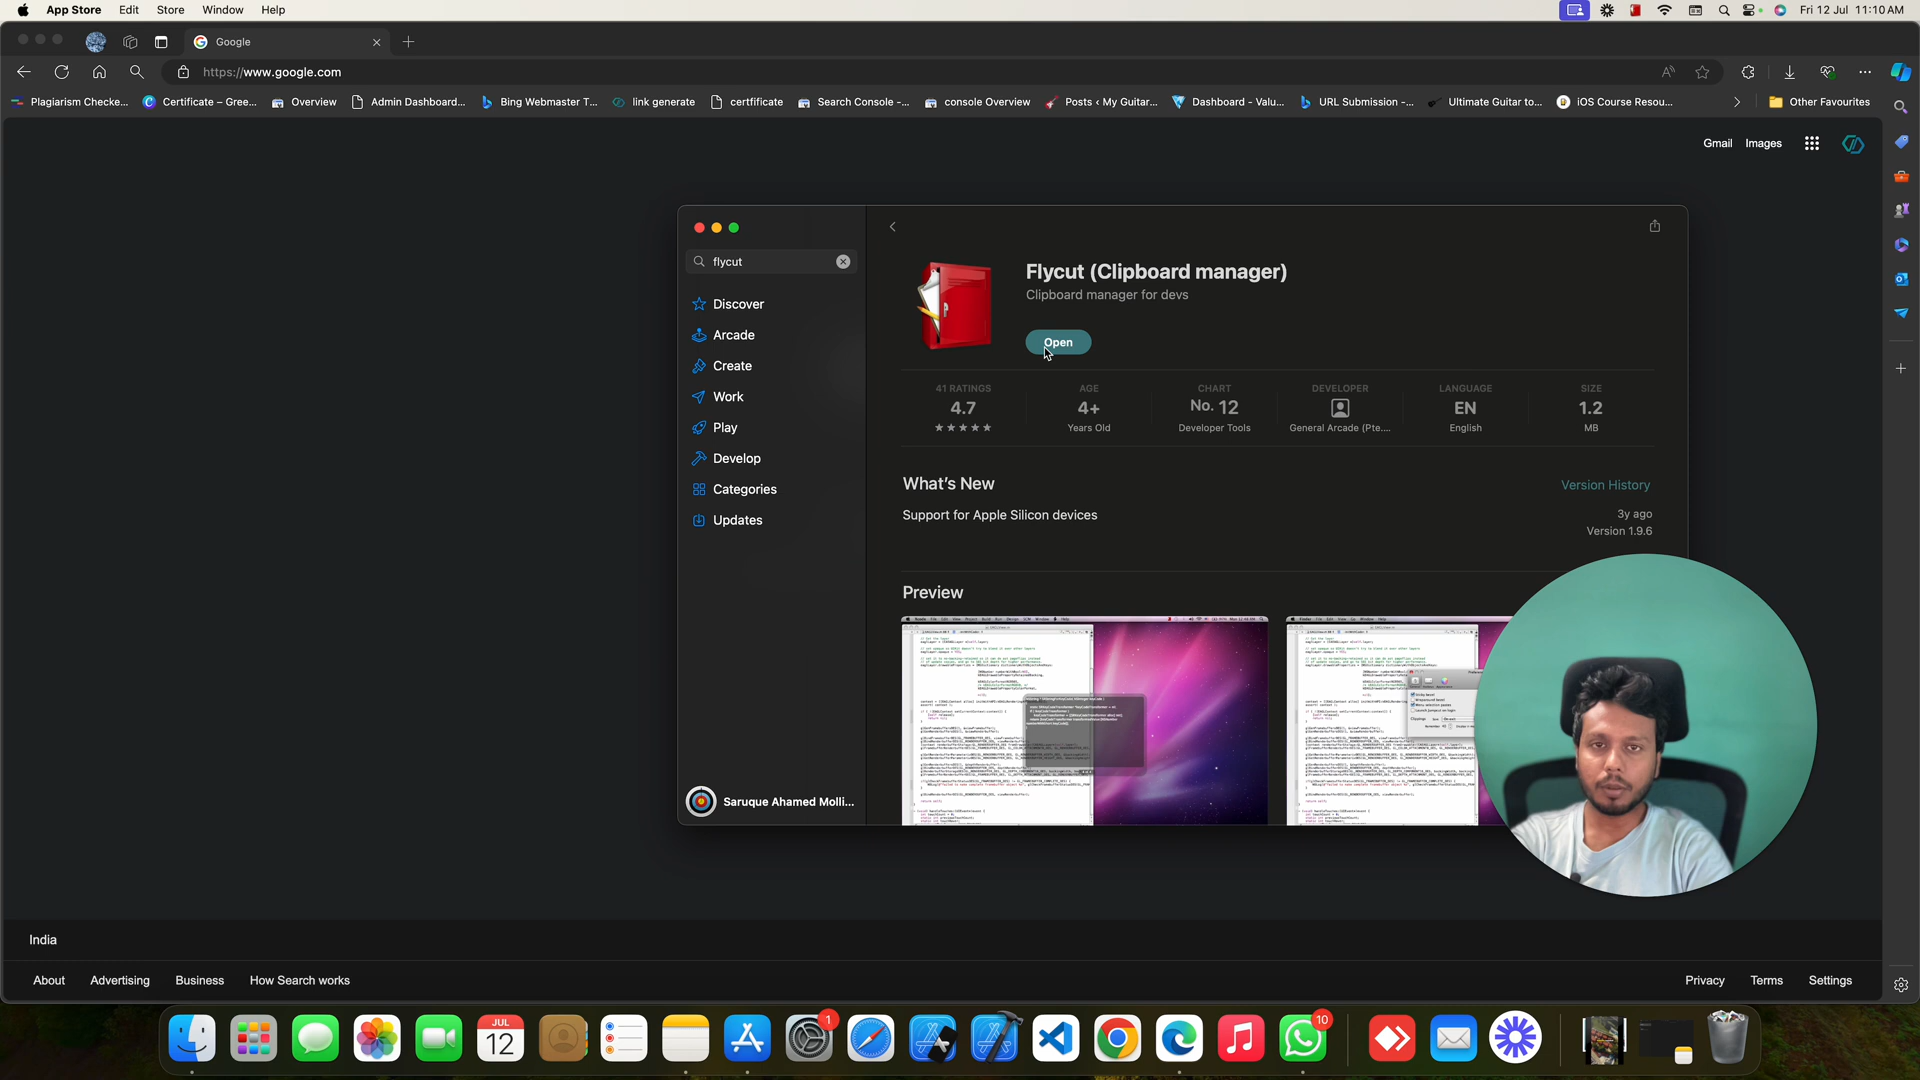 App Store Edit Store Window Help Fri 12 Jul 11:10 AM
Google
https://www.google.com
Plagiarism Checke... Certificate – Gree... Overview Admin Dashboard... Bing Webmaster T... link generate certfificate Search Console -... console Overview Posts ‹ My Guitar... Dashboard - Valu... URL Submission -... Ultimate Guitar to... iOS Course Resou... Other Favourites
Gmail Images
flycut
Discover
Arcade
Create
Work
Play
Develop
Categories
Updates
Saruque Ahamed Molli...
Flycut (Clipboard manager)
Clipboard manager for devs
Open
41 RATINGS AGE CHART DEVELOPER LANGUAGE SIZE
4.7 4+ No. 12 EN 1.2
Years Old Developer Tools General Arcade (Pte.... English MB
What's New Version History
Support for Apple Silicon devices 3y ago
Version 1.9.6
Preview
India
About Advertising Business How Search works Privacy Terms Settings
JUL 12 1 10